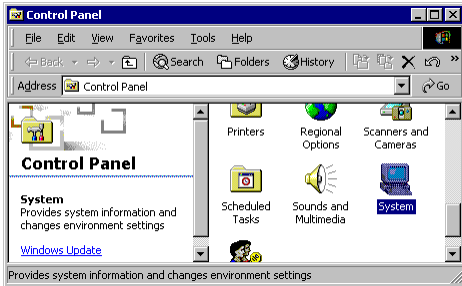 Control Panel
File Edit View Favorites Tools Help
Back Search Folders History
Address Control Panel Go
Control Panel
System
Provides system information and
changes environment settings
Windows Update
Printers
Regional
Options
Scanners and
Cameras
Scheduled
Tasks
Sounds and
Multimedia
System
Provides system information and changes environment settings